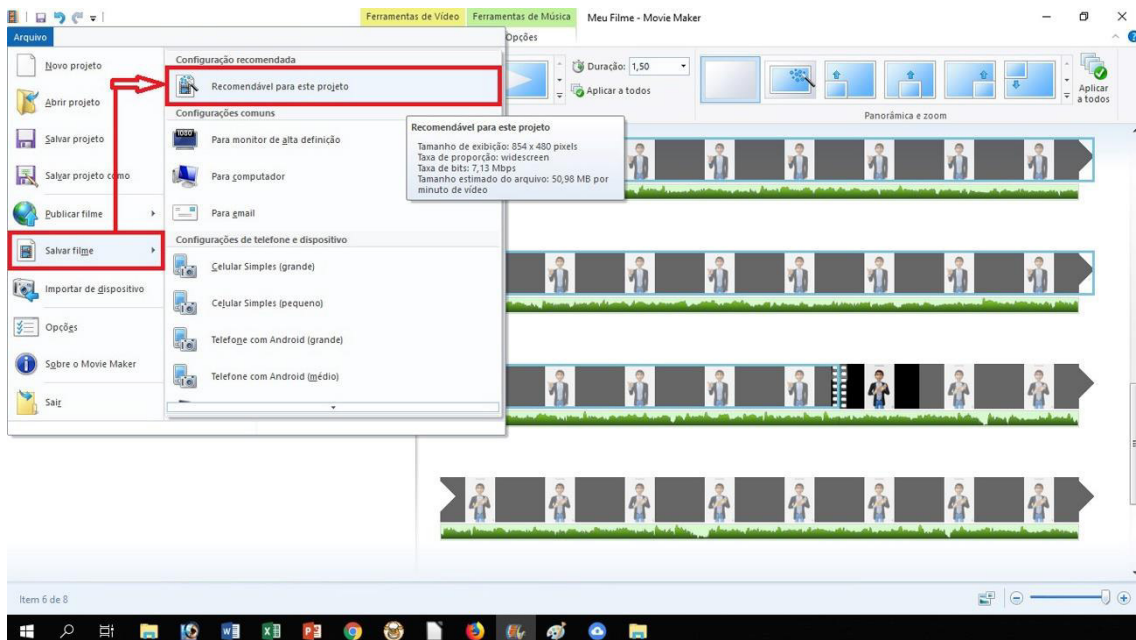 Ferramentas de Vídeo Ferramentas de Música Meu Filme - Movie Maker
Arquivo
Opções
Novo projeto
Abrir projeto
Salvar projeto
Salvar projeto como
Publicar filme
Salvar filme
Importar de dispositivo
Opções
Sobre o Movie Maker
Sair
Configuração recomendada
Recomendável para este projeto
Configurações comuns
1080
Para monitor de alta definição
Para computador
Para gmail
Configurações de telefone e dispositivo
Celular Simples (grande)
Celular Simples (pequeno)
Telefone com Android (grande)
Telefone com Android (médio)
Recomendável para este projeto
Tamanho de exibição: 854 x 480 pixels
Taxa de proporção: widescreen
Taxa de bits: 7,13 Mbps
Tamanho estimado do arquivo: 50,98 MB por
minuto de vídeo
Duração: 1,50
Aplicar a todos
Aplicar
a todos
Panorâmica e zoom
Item 6 de 8